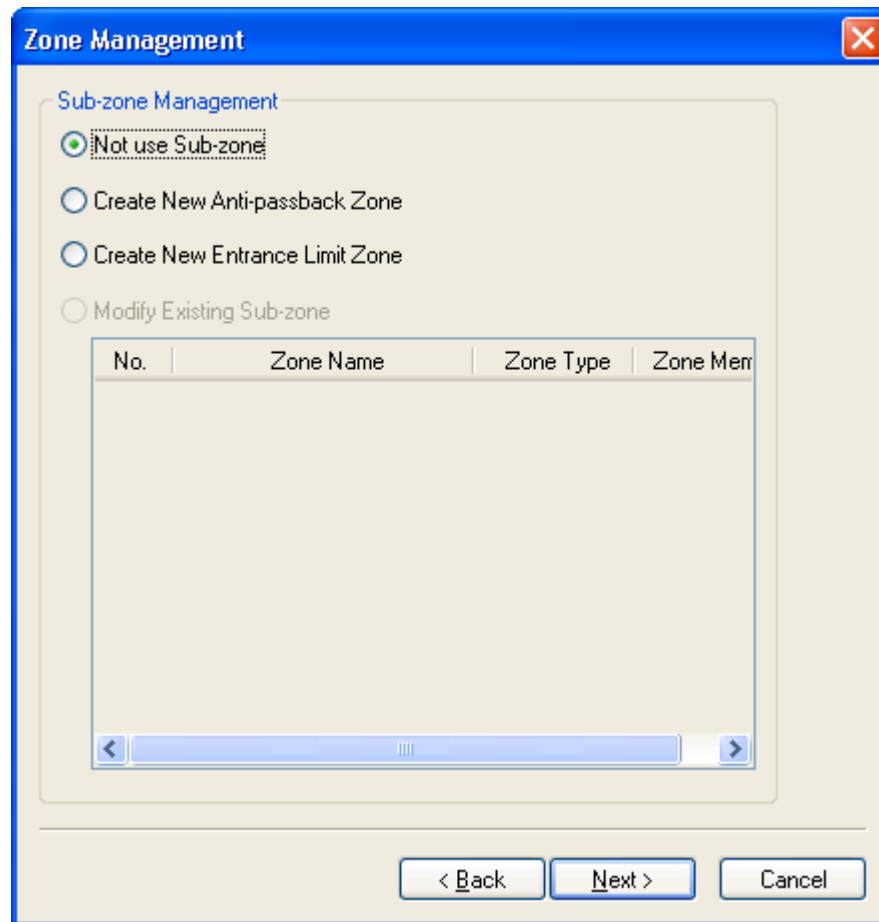 Zone Management
Sub-zone Management
Not use Sub-zone
Create New Anti-passback Zone
Create New Entrance Limit Zone
Modify Existing Sub-zone
No. Zone Name Zone Type Zone Mem
< Back Next > Cancel